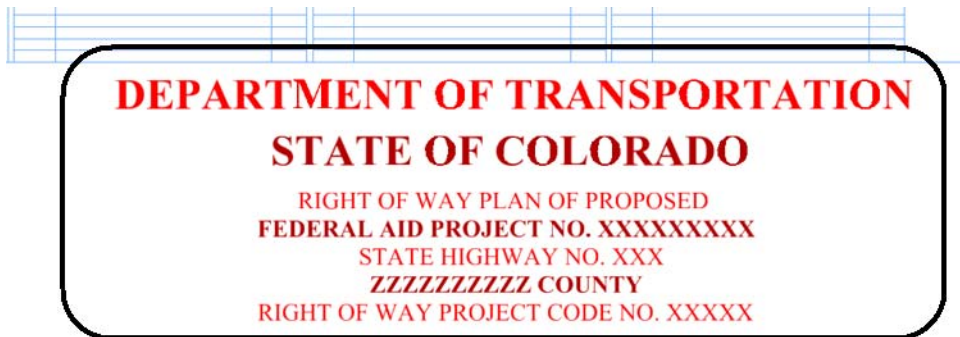 DEPARTMENT OF TRANSPORTATION
STATE OF COLORADO
RIGHT OF WAY PLAN OF PROPOSED
FEDERAL AID PROJECT NO. XXXXXXXXX
STATE HIGHWAY NO. XXX
ZZZZZZZZZZ COUNTY
RIGHT OF WAY PROJECT CODE NO. XXXXX